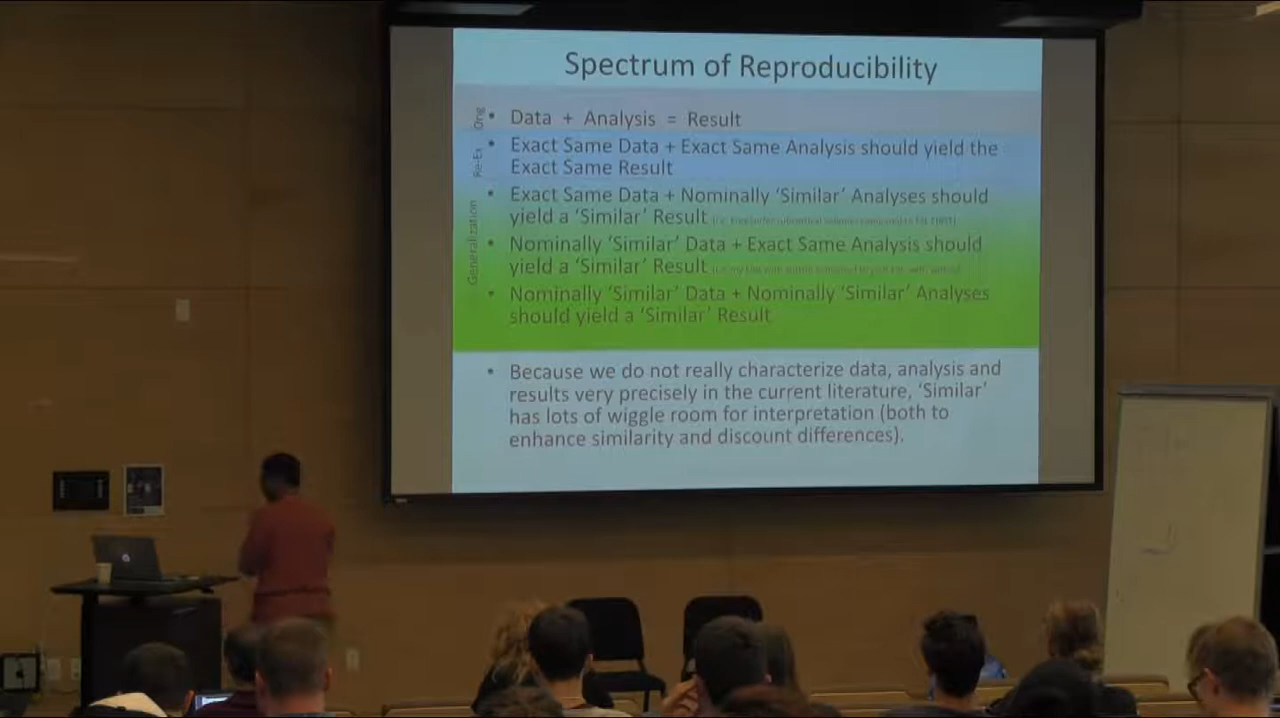 Spectrum of Reproducibility
Orig
• Data + Analysis = Result
Re-Ex
• Exact Same Data + Exact Same Analysis should yield the
Exact Same Result
Generalization
• Exact Same Data + Nominally ‘Similar’ Analyses should
yield a ‘Similar’ Result
• Nominally ‘Similar’ Data + Exact Same Analysis should
yield a ‘Similar’ Result
• Nominally ‘Similar’ Data + Nominally ‘Similar’ Analyses
should yield a ‘Similar’ Result
• Because we do not really characterize data, analysis and
results very precisely in the current literature, ‘Similar’
has lots of wiggle room for interpretation (both to
enhance similarity and discount differences).